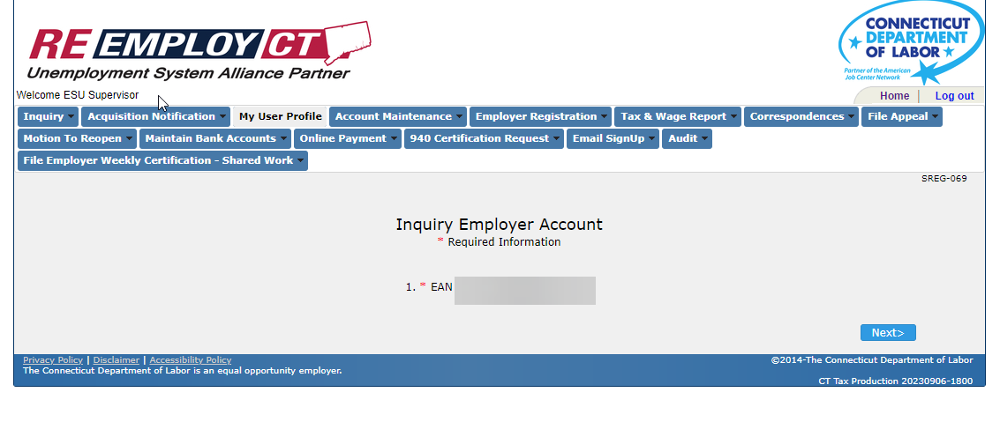 RE EMPLOY CT
Unemployment System Alliance Partner
CONNECTICUT
DEPARTMENT
OF LABOR
Partner of the American
Job Center Network
Welcome ESU Supervisor
Home | Log out
Inquiry Acquisition Notification My User Profile Account Maintenance Employer Registration Tax & Wage Report Correspondences File Appeal
Motion To Reopen Maintain Bank Accounts Online Payment 940 Certification Request Email SignUp Audit
File Employer Weekly Certification - Shared Work
SREG-069
Inquiry Employer Account
* Required Information
1. * EAN
Next>
Privacy Policy | Disclaimer | Accessibility Policy
©2014-The Connecticut Department of Labor
The Connecticut Department of Labor is an equal opportunity employer.
CT Tax Production 20230906-1800